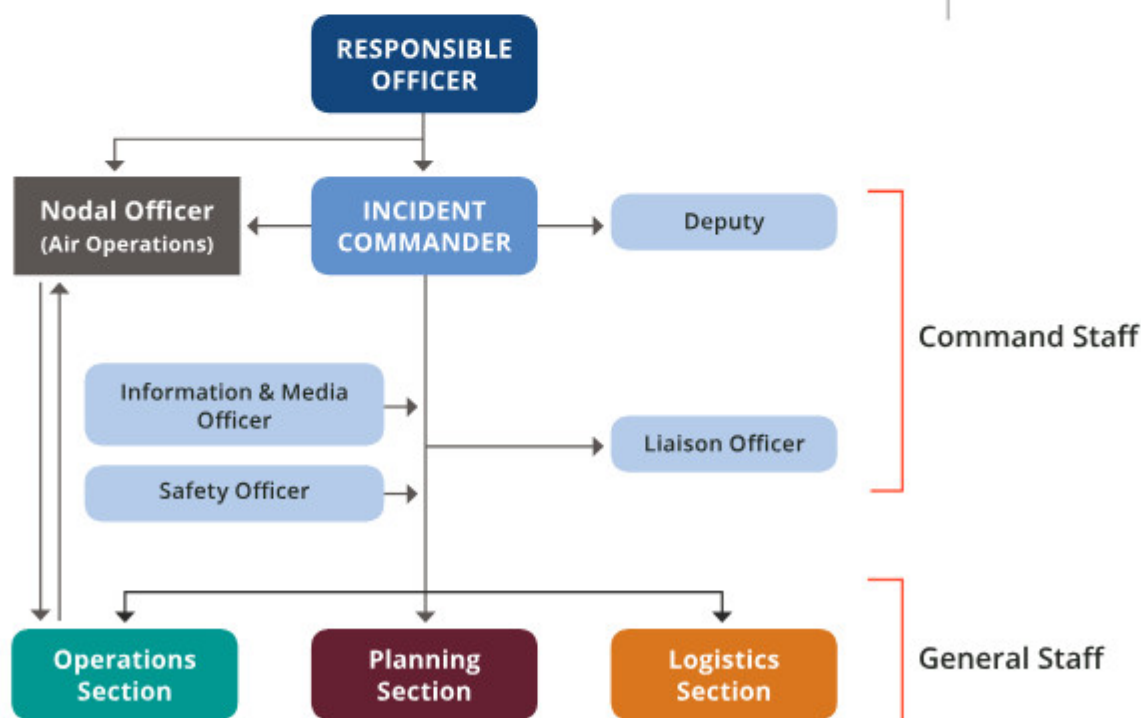 RESPONSIBLE
OFFICER
Nodal Officer
(Air Operations)
INCIDENT
COMMANDER
Deputy
Command Staff
Information & Media
Officer
Liaison Officer
Safety Officer
Operations
Section
Planning
Section
Logistics
Section
General Staff